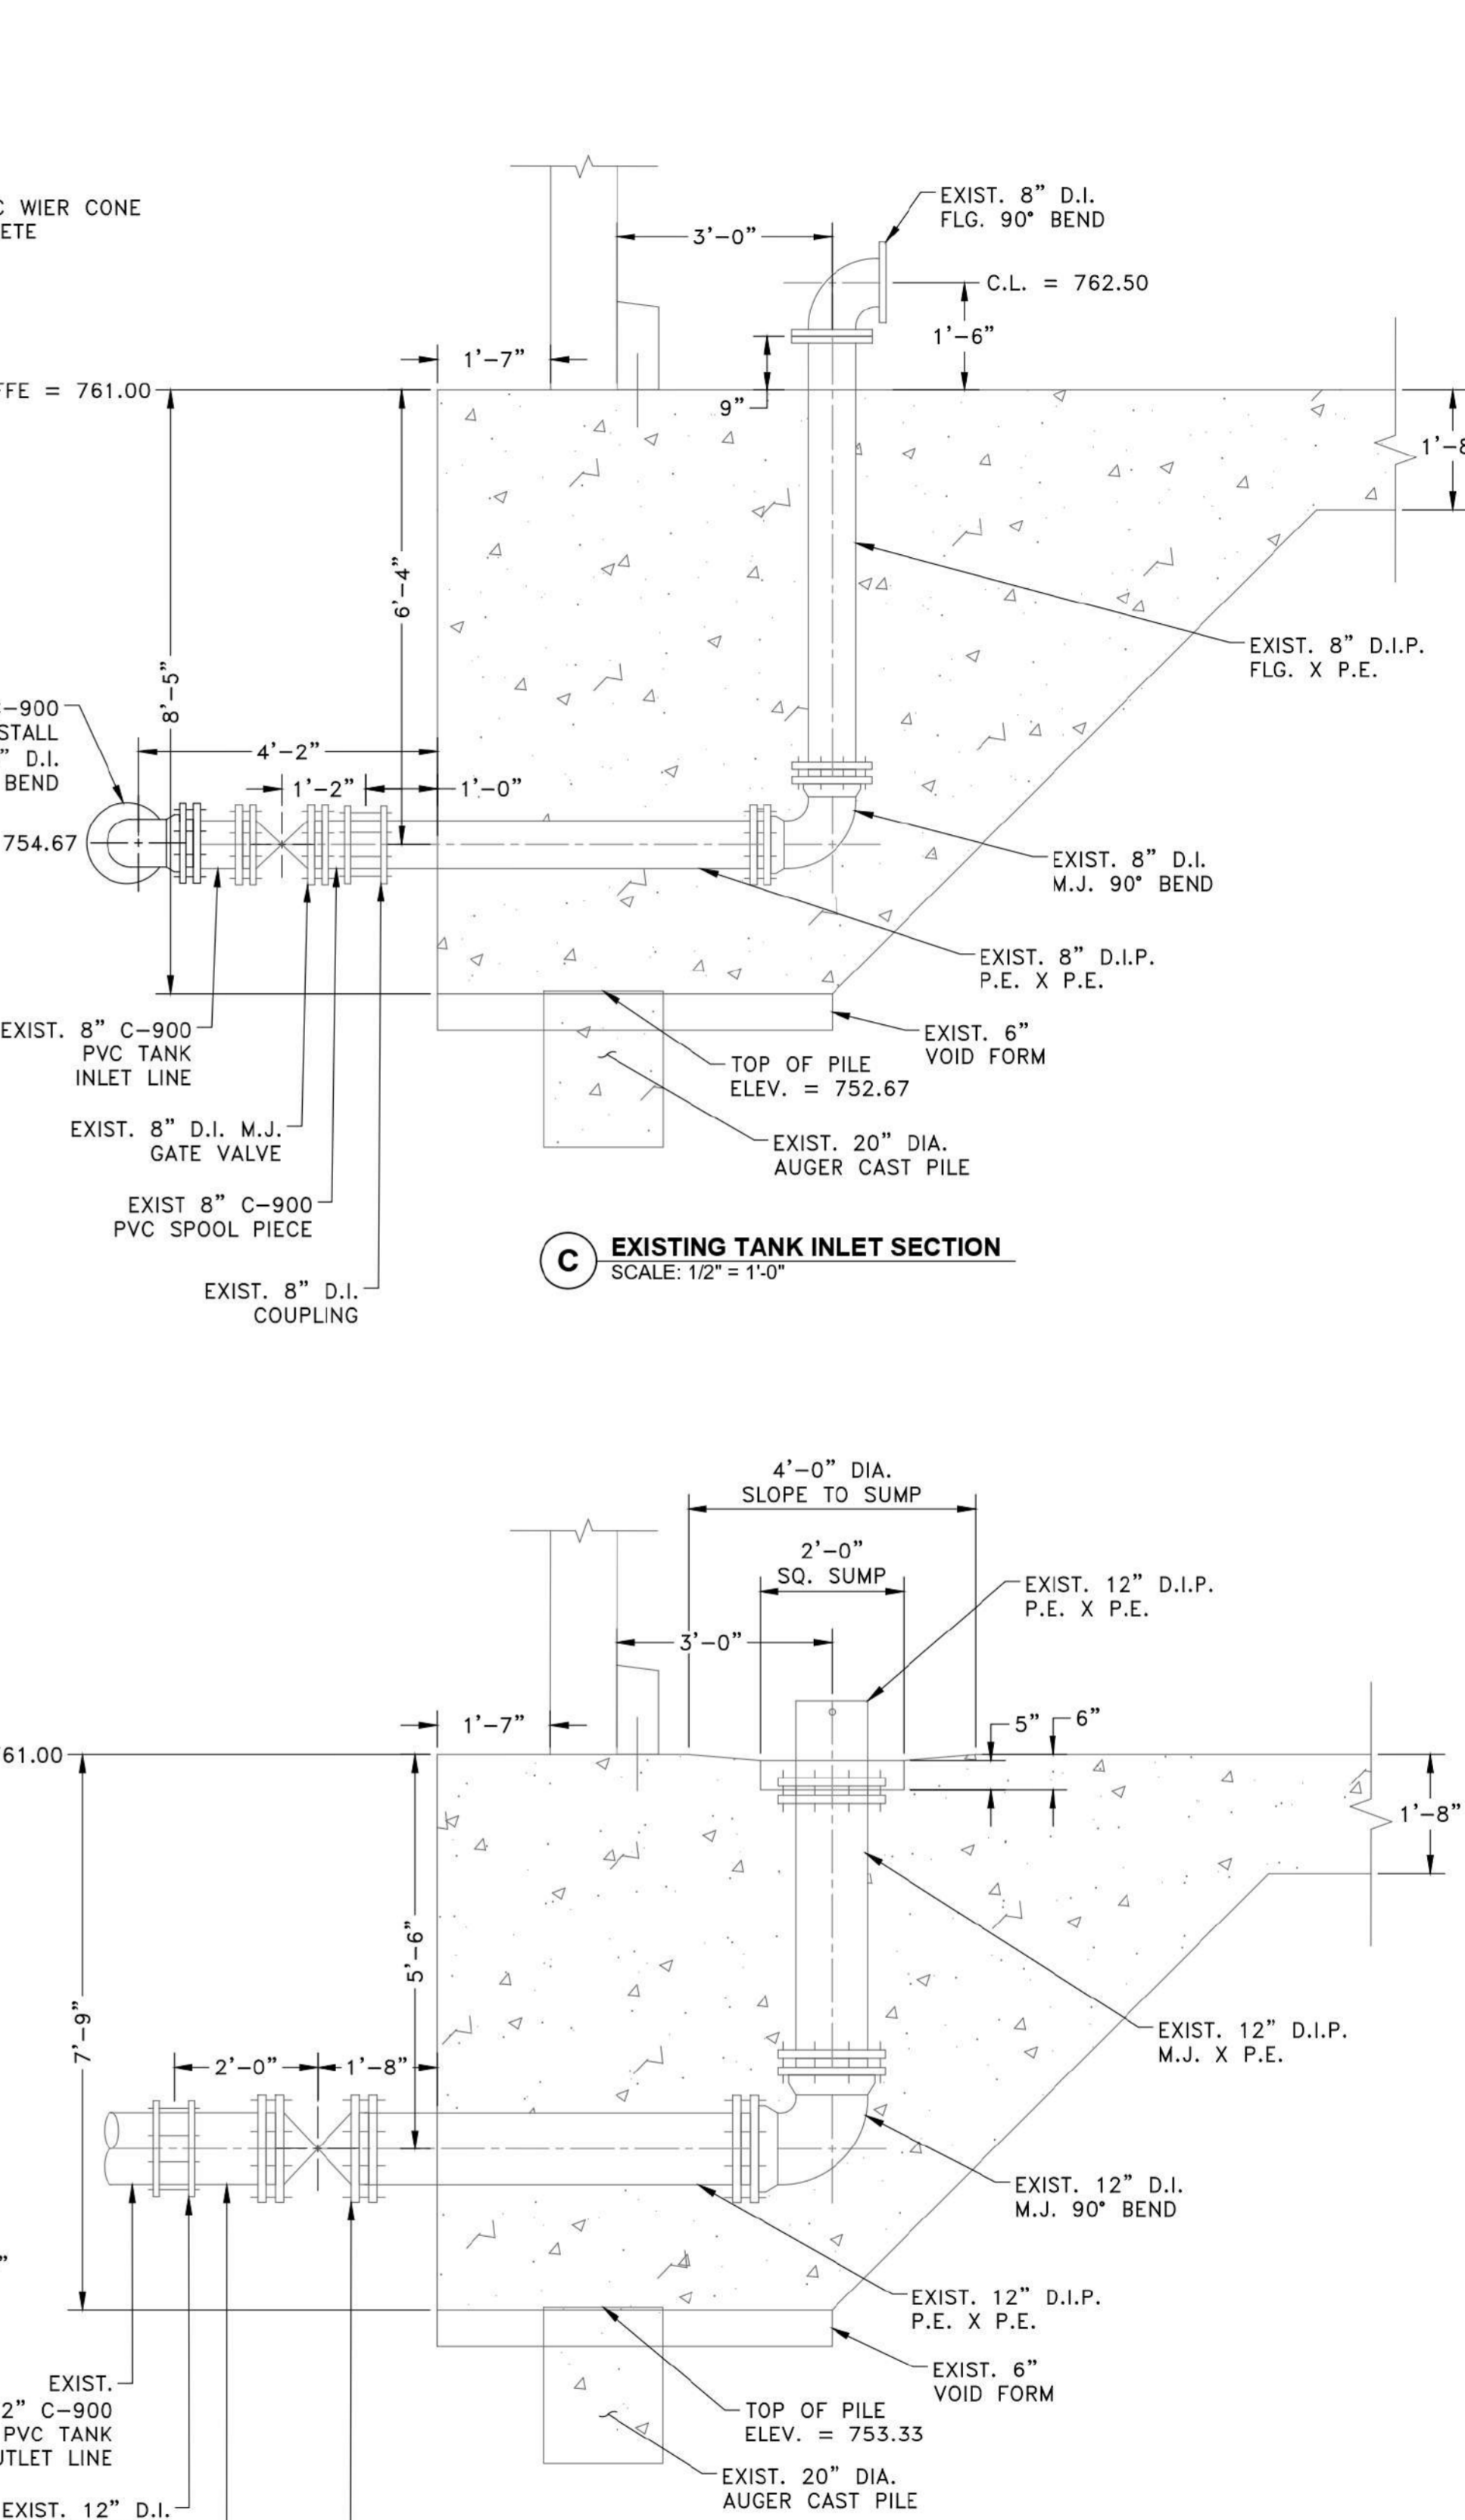 C WIER CONE
ETE
EXIST. 8” D.I.
FLG. 90° BEND
3'-0”
C.L. = 762.50
1'-6”
1'-7”
FFE = 761.00
9”
1'-8
6'-4”
EXIST. 8” D.I.P.
FLG. X P.E.
8'-5”
-900
STALL
” D.I.
BEND
4'-2”
1'-2”
1'-0”
754.67
EXIST. 8” D.I.
M.J. 90° BEND
EXIST. 8” D.I.P.
P.E. X P.E.
EXIST. 8” C-900
PVC TANK
INLET LINE
EXIST. 6”
VOID FORM
TOP OF PILE
ELEV. = 752.67
EXIST. 8” D.I. M.J.
GATE VALVE
EXIST. 20” DIA.
AUGER CAST PILE
EXIST 8” C-900
PVC SPOOL PIECE
C EXISTING TANK INLET SECTION
SCALE: 1/2" = 1'-0"
EXIST. 8” D.I.
COUPLING
4'-0” DIA.
SLOPE TO SUMP
2'-0”
SQ. SUMP
EXIST. 12” D.I.P.
P.E. X P.E.
3'-0”
1'-7”
5”
6”
61.00
1'-8”
5'-6”
7'-9”
EXIST. 12” D.I.P.
M.J. X P.E.
2'-0”
1'-8”
EXIST. 12” D.I.
M.J. 90° BEND
”
EXIST. 12” D.I.P.
P.E. X P.E.
EXIST.
2” C-900
PVC TANK
UTLET LINE
EXIST. 6”
VOID FORM
TOP OF PILE
ELEV. = 753.33
EXIST. 20” DIA.
AUGER CAST PILE
EXIST. 12” D.I.